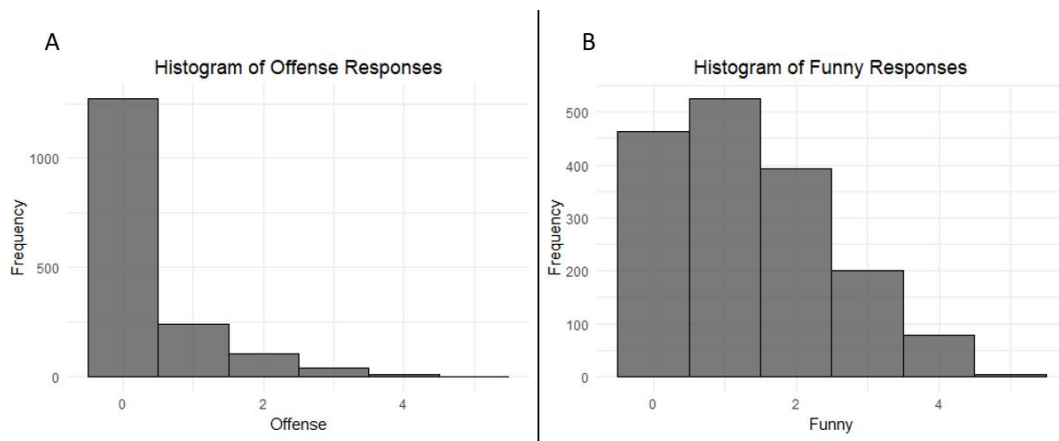 A
Histogram of Offense Responses
Frequency
1000
500
0
0 2 4
Offense
B
Histogram of Funny Responses
Frequency
500
400
300
200
100
0
0 2 4
Funny